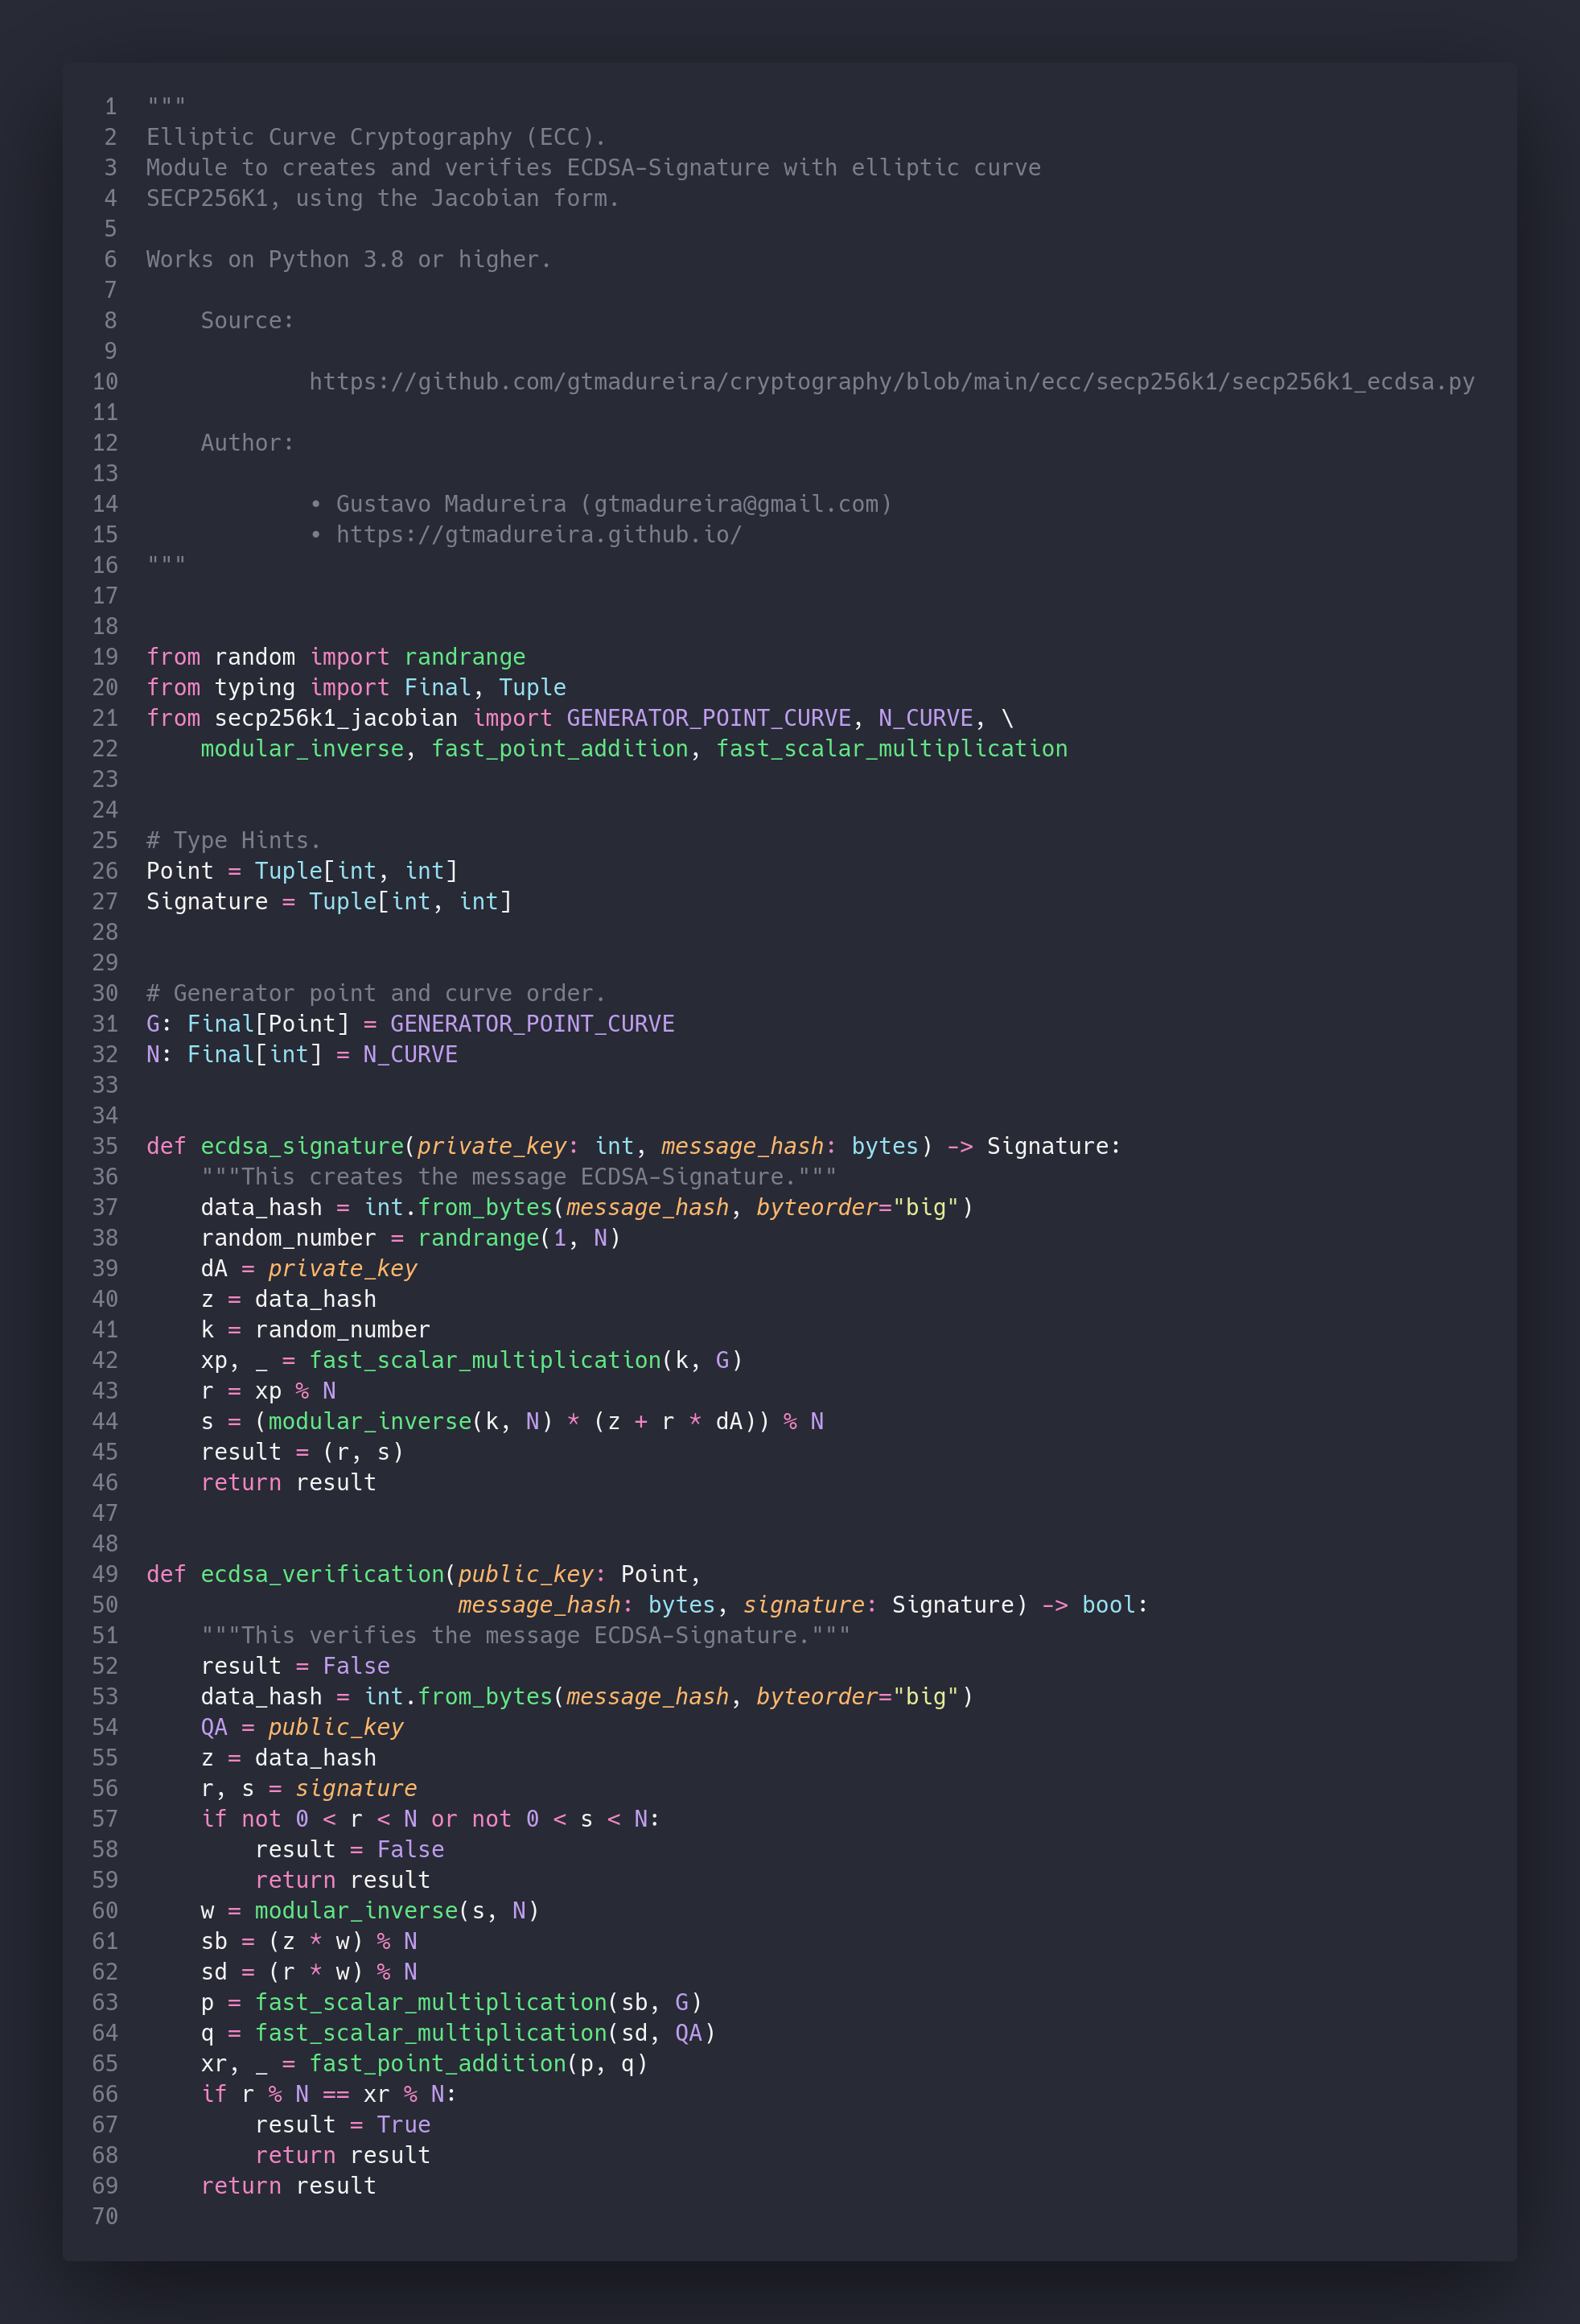 1 """
2 Elliptic Curve Cryptography (ECC).
3 Module to creates and verifies ECDSA-Signature with elliptic curve
4 SECP256K1, using the Jacobian form.
5
6 Works on Python 3.8 or higher.
7
8     Source:
9
10             https://github.com/gtmadureira/cryptography/blob/main/ecc/secp256k1/secp256k1_ecdsa.py
11
12     Author:
13
14             • Gustavo Madureira (gtmadureira@gmail.com)
15             • https://gtmadureira.github.io/
16 """
17
18
19 from random import randrange
20 from typing import Final, Tuple
21 from secp256k1_jacobian import GENERATOR_POINT_CURVE, N_CURVE, \
22     modular_inverse, fast_point_addition, fast_scalar_multiplication
23
24
25 # Type Hints.
26 Point = Tuple[int, int]
27 Signature = Tuple[int, int]
28
29
30 # Generator point and curve order.
31 G: Final[Point] = GENERATOR_POINT_CURVE
32 N: Final[int] = N_CURVE
33
34
35 def ecdsa_signature(private_key: int, message_hash: bytes) -> Signature:
36     """This creates the message ECDSA-Signature."""
37     data_hash = int.from_bytes(message_hash, byteorder="big")
38     random_number = randrange(1, N)
39     dA = private_key
40     z = data_hash
41     k = random_number
42     xp, _ = fast_scalar_multiplication(k, G)
43     r = xp % N
44     s = (modular_inverse(k, N) * (z + r * dA)) % N
45     result = (r, s)
46     return result
47
48
49 def ecdsa_verification(public_key: Point,
50                        message_hash: bytes, signature: Signature) -> bool:
51     """This verifies the message ECDSA-Signature."""
52     result = False
53     data_hash = int.from_bytes(message_hash, byteorder="big")
54     QA = public_key
55     z = data_hash
56     r, s = signature
57     if not 0 < r < N or not 0 < s < N:
58         result = False
59         return result
60     w = modular_inverse(s, N)
61     sb = (z * w) % N
62     sd = (r * w) % N
63     p = fast_scalar_multiplication(sb, G)
64     q = fast_scalar_multiplication(sd, QA)
65     xr, _ = fast_point_addition(p, q)
66     if r % N == xr % N:
67         result = True
68         return result
69     return result
70